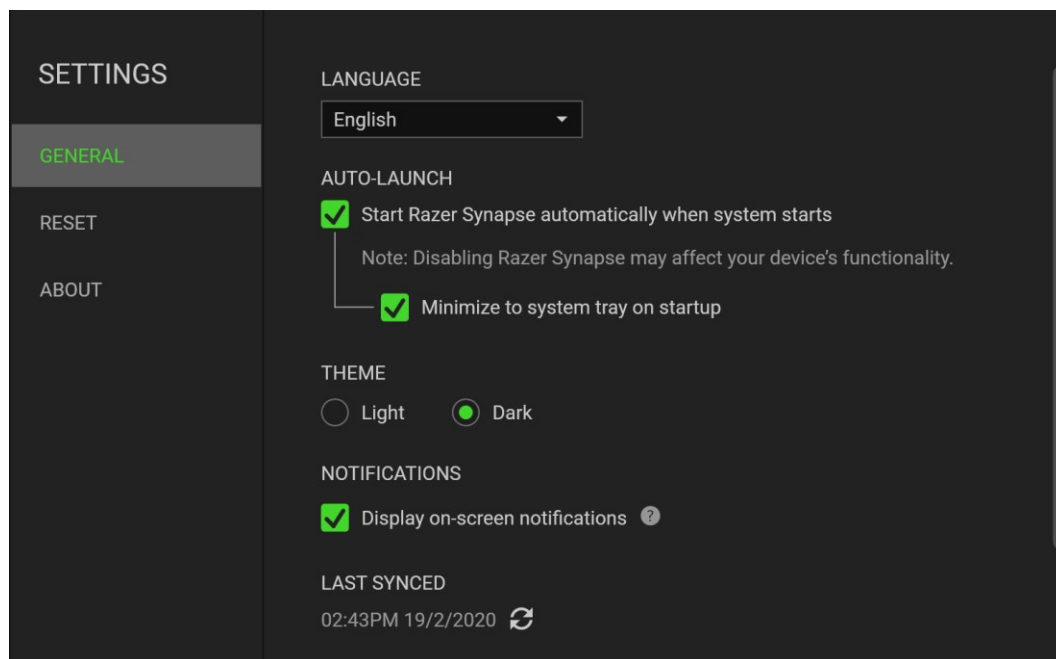 SETTINGS
GENERAL
RESET
ABOUT
LANGUAGE
English
AUTO-LAUNCH
Start Razer Synapse automatically when system starts
Note: Disabling Razer Synapse may affect your device’s functionality.
Minimize to system tray on startup
THEME
Light Dark
NOTIFICATIONS
Display on-screen notifications ?
LAST SYNCED
02:43PM 19/2/2020